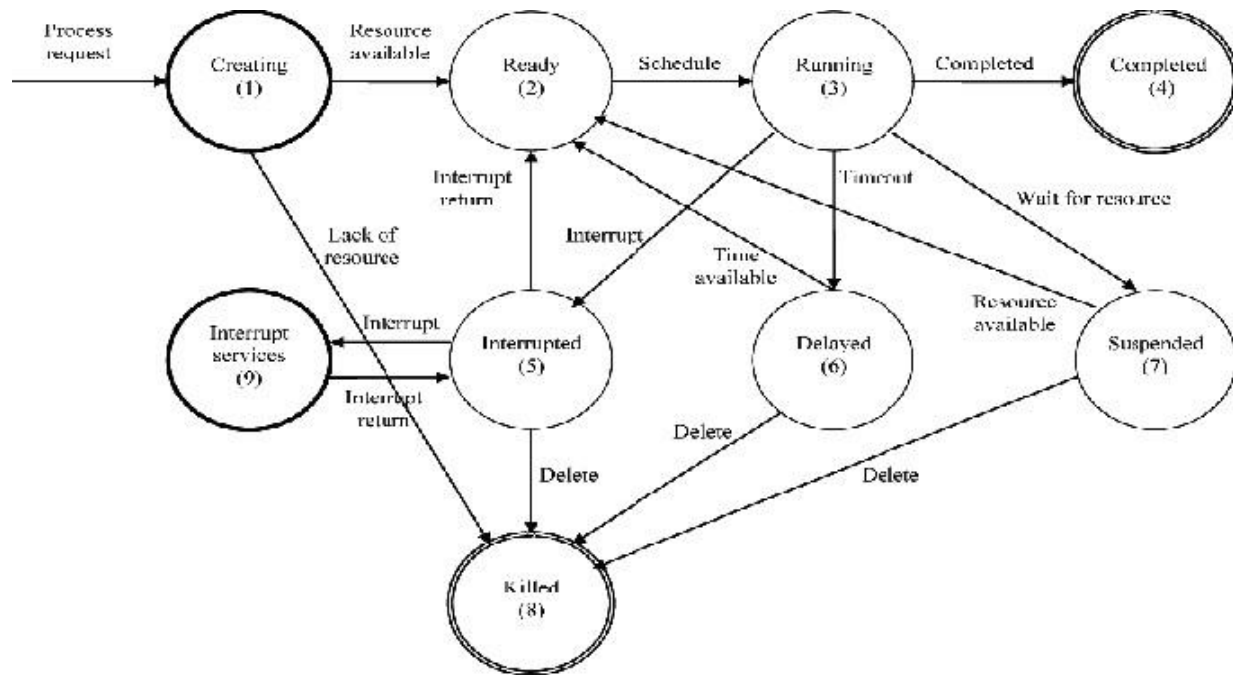 Process
request
Creating
(1)
Resource
available
Ready
(2)
Schedule
Running
(3)
Completed
Completed
(4)
Interrupt
return
Timeout
Wait for resource
Lack of
resource
Interrupt
Time
available
Resource
available
Interrupt
services
(9)
Interrupt
Interrupt
return
Interrupted
(5)
Delayed
(6)
Suspended
(7)
Delete
Delete
Delete
Killed
(8)